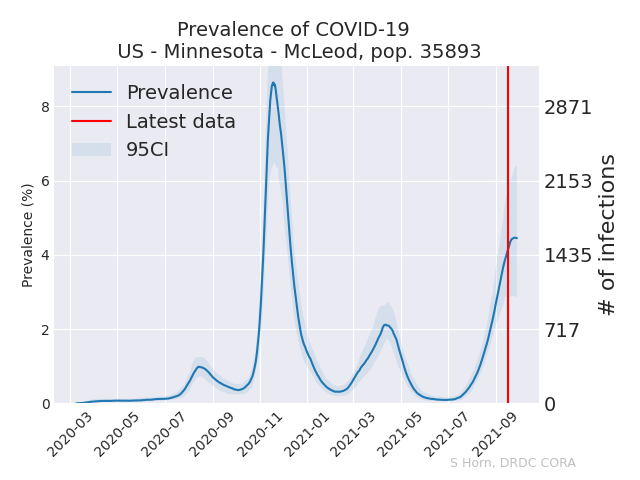 Prevalence of COVID-19
US - Minnesota - McLeod, pop. 35893
Prevalence
Latest data
95CI
Prevalence (%)
8
6
4
2
0
2871
2153
1435
717
0
# of infections
2020-03
2020-05
2020-07
2020-09
2020-11
2021-01
2021-03
2021-05
2021-07
2021-09
S Horn, DRDC CORA